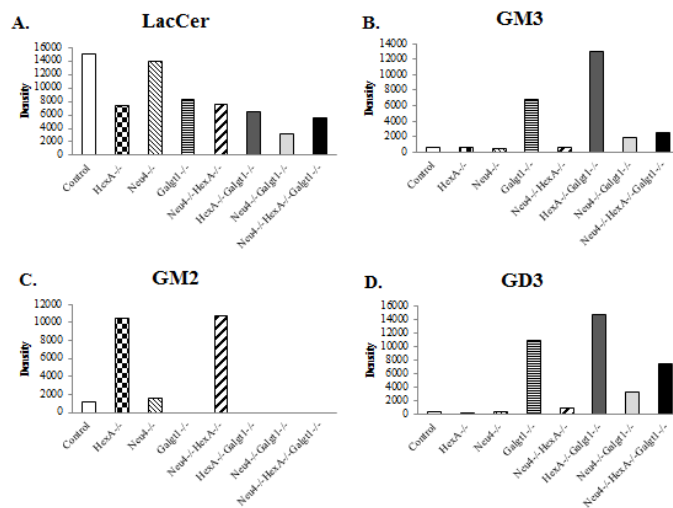 A.
LacCer
16000
14000
12000
10000
8000
6000
4000
2000
0
Density
Control
HexA-/-
Neu4-/-
Galgt1-/-
Neu4-/-HexA-/-
HexA-/-Galgt1-/-
Neu4-/-Galgt1-/-
Neu4-/-HexA-/-Galgt1-/-
B.
GM3
14000
12000
10000
8000
6000
4000
2000
0
Density
Control
HexA-/-
Neu4-/-
Galgt1-/-
Neu4-/-HexA-/-
HexA-/-Galgt1-/-
Neu4-/-Galgt1-/-
Neu4-/-HexA-/-Galgt1-/-
C.
GM2
12000
10000
8000
6000
4000
2000
0
Density
Control
HexA-/-
Neu4-/-
Galgt1-/-
Neu4-/-HexA-/-
HexA-/-Galgt1-/-
Neu4-/-Galgt1-/-
Neu4-/-HexA-/-Galgt1-/-
D.
GD3
16000
14000
12000
10000
8000
6000
4000
2000
0
Density
Control
HexA-/-
Neu4-/-
Galgt1-/-
Neu4-/-HexA-/-
HexA-/-Galgt1-/-
Neu4-/-Galgt1-/-
Neu4-/-HexA-/-Galgt1-/-